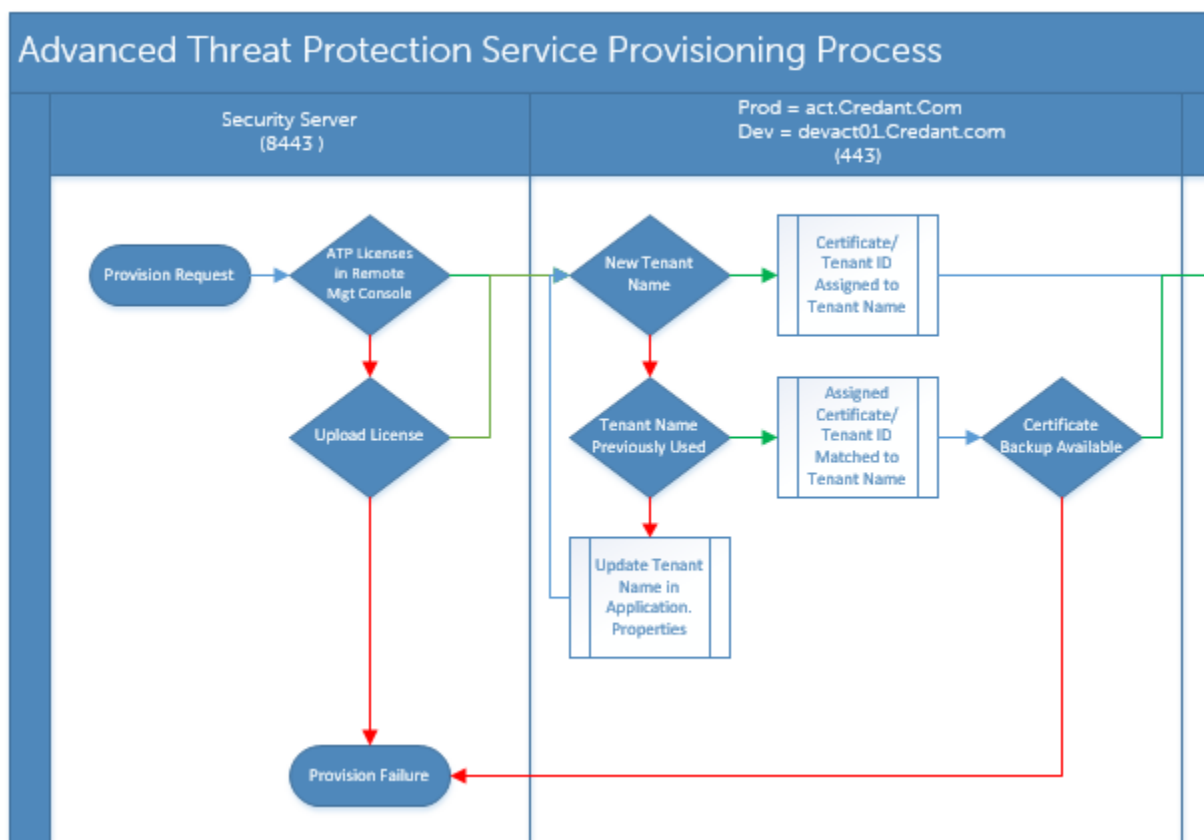 Advanced Threat Protection Service Provisioning Process
Security Server
(8443 )
Prod = act.Credant.Com
Dev = devact01.Credant.com
(443)
Provision Request
ATP Licenses
in Remote
Mgt Console
New Tenant
Name
Certificate/
Tenant ID
Assigned to
Tenant Name
Upload License
Tenant Name
Previously Used
Assigned
Certificate/
Tenant ID
Matched to
Tenant Name
Certificate
Backup Available
Update Tenant
Name in
Application.
Properties
Provision Failure